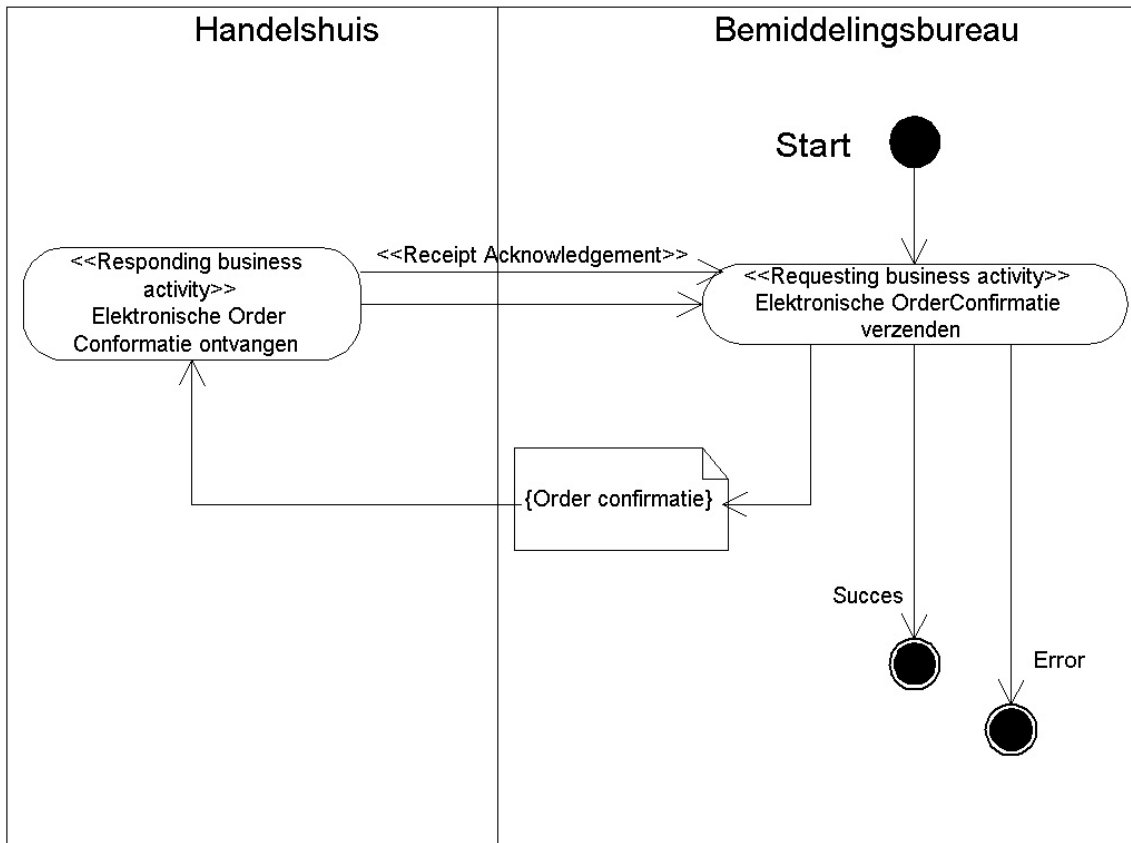 Handelshuis
Bemiddelingsbureau
Start
<<Receipt Acknowledgement>>
<<Responding business
activity>>
Elektronische Order
Conformatie ontvangen
<<Requesting business activity>>
Elektronische OrderConfirmatie
verzenden
{Order confirmatie}
Succes
Error